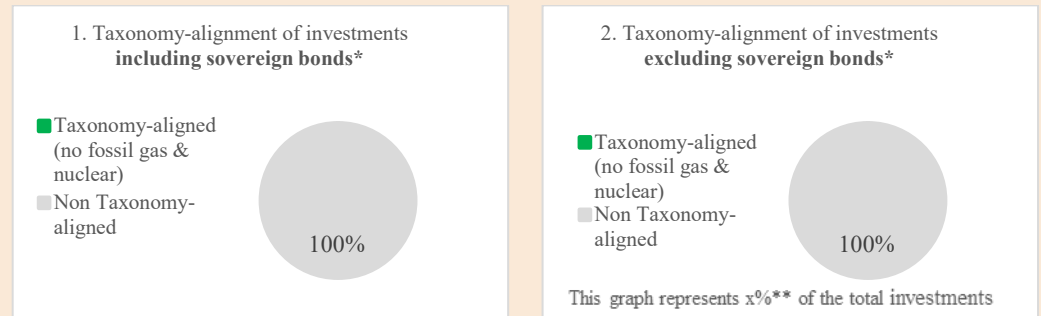 1. Taxonomy-alignment of investments
including sovereign bonds*
Taxonomy-aligned
(no fossil gas &
nuclear)
Non Taxonomy-
aligned
100%
2. Taxonomy-alignment of investments
excluding sovereign bonds*
Taxonomy-aligned
(no fossil gas &
nuclear)
Non Taxonomy-
aligned
100%
This graph represents x%** of the total investments